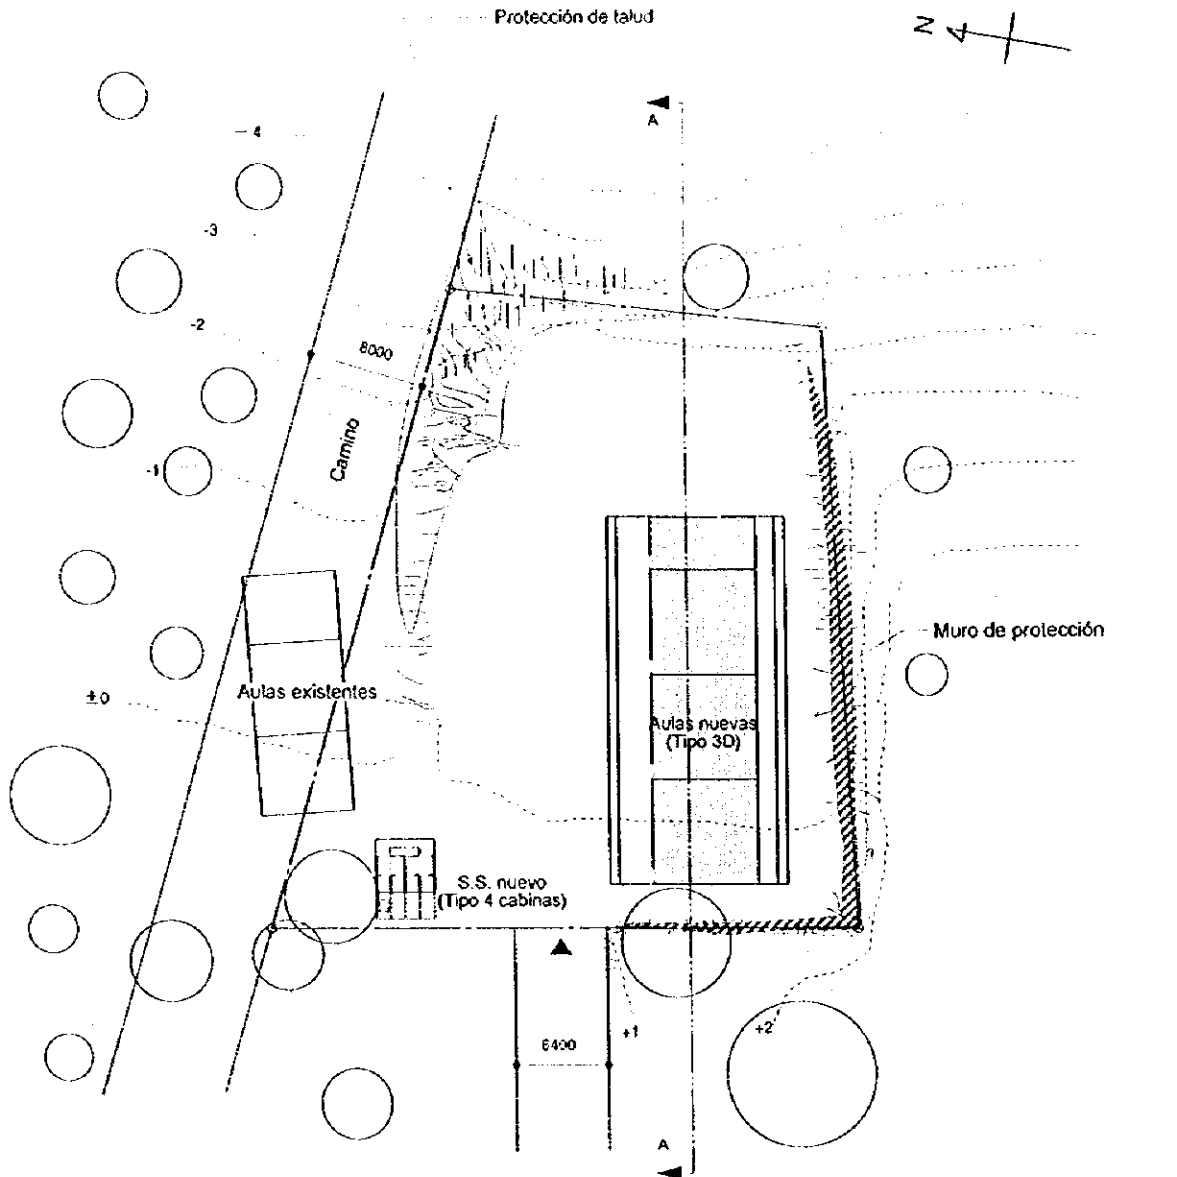 Protección de talud
N
A
-4
-3
-2
8000
Camino
-1
Muro de protección
±0
Aulas existentes
Aulas nuevas
(Tipo 3D)
S.S. nuevo
(Tipo 4 cabinas)
+1
+2
6400
A